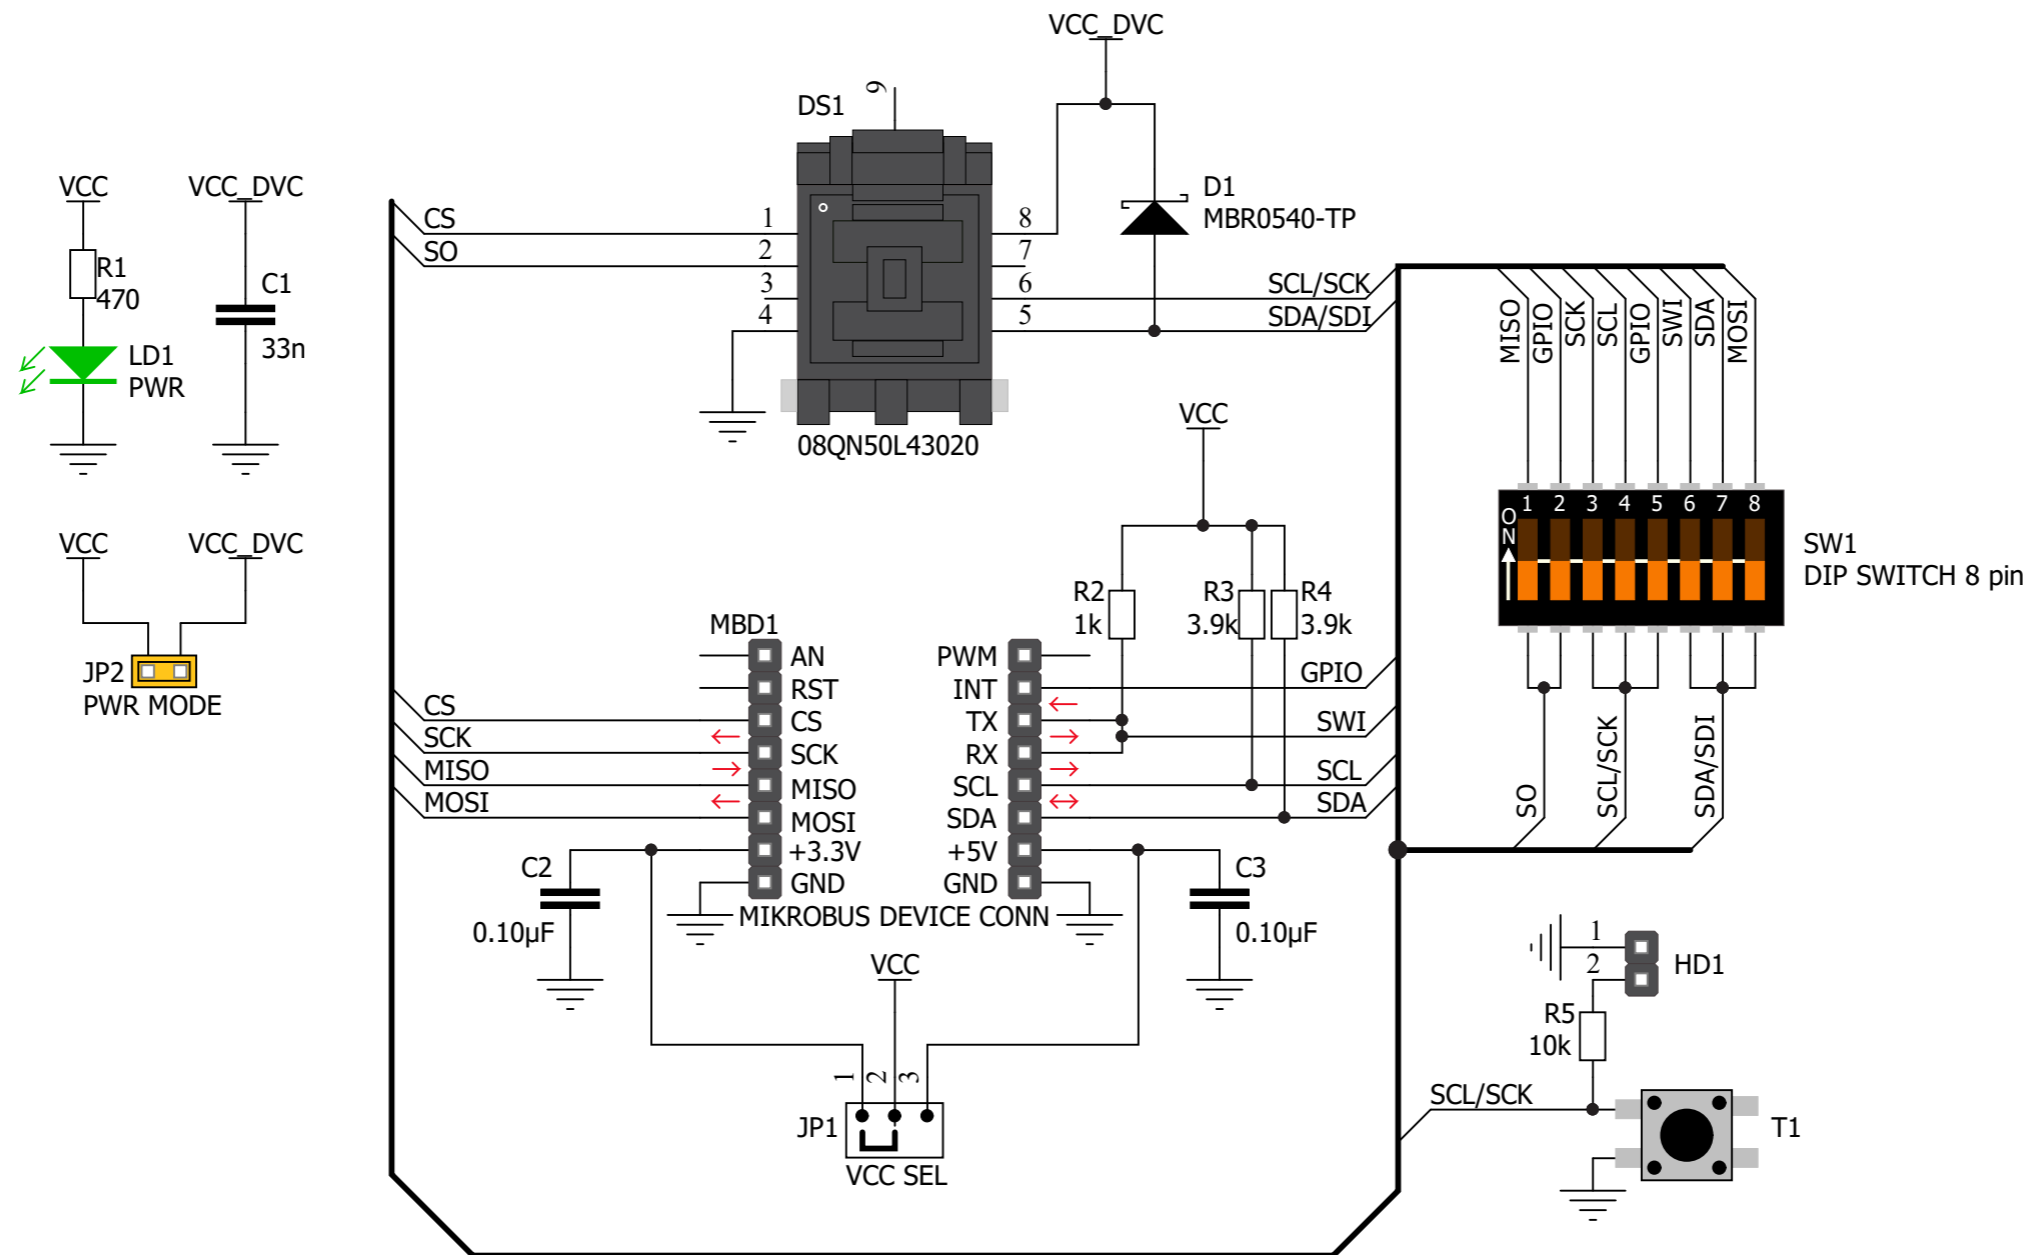 VCC_DVC
DS1
9
VCC
VCC_DVC
R1
470
C1
33n
LD1
PWR
CS
SO
1
2
3
4
8
7
6
5
D1
MBR0540-TP
SCL/SCK
SDA/SDI
08QN50L43020
MISO
GPIO
SCK
SCL
GPIO
SWI
SDA
MOSI
1 2 3 4 5 6 7 8
ON
SW1
DIP SWITCH 8 pin
SO
SCL/SCK
SDA/SDI
VCC
VCC_DVC
JP2
PWR MODE
VCC
R2
1k
R3
3.9k
R4
3.9k
MBD1
AN
RST
CS
SCK
MISO
MOSI
+3.3V
GND
PWM
INT
TX
RX
SCL
SDA
+5V
GND
CS
SCK
MISO
MOSI
GPIO
SWI
SCL
SDA
C2
0.10µF
C3
0.10µF
MIKROBUS DEVICE CONN
VCC
1
2
3
JP1
VCC SEL
1
2
HD1
R5
10k
SCL/SCK
T1